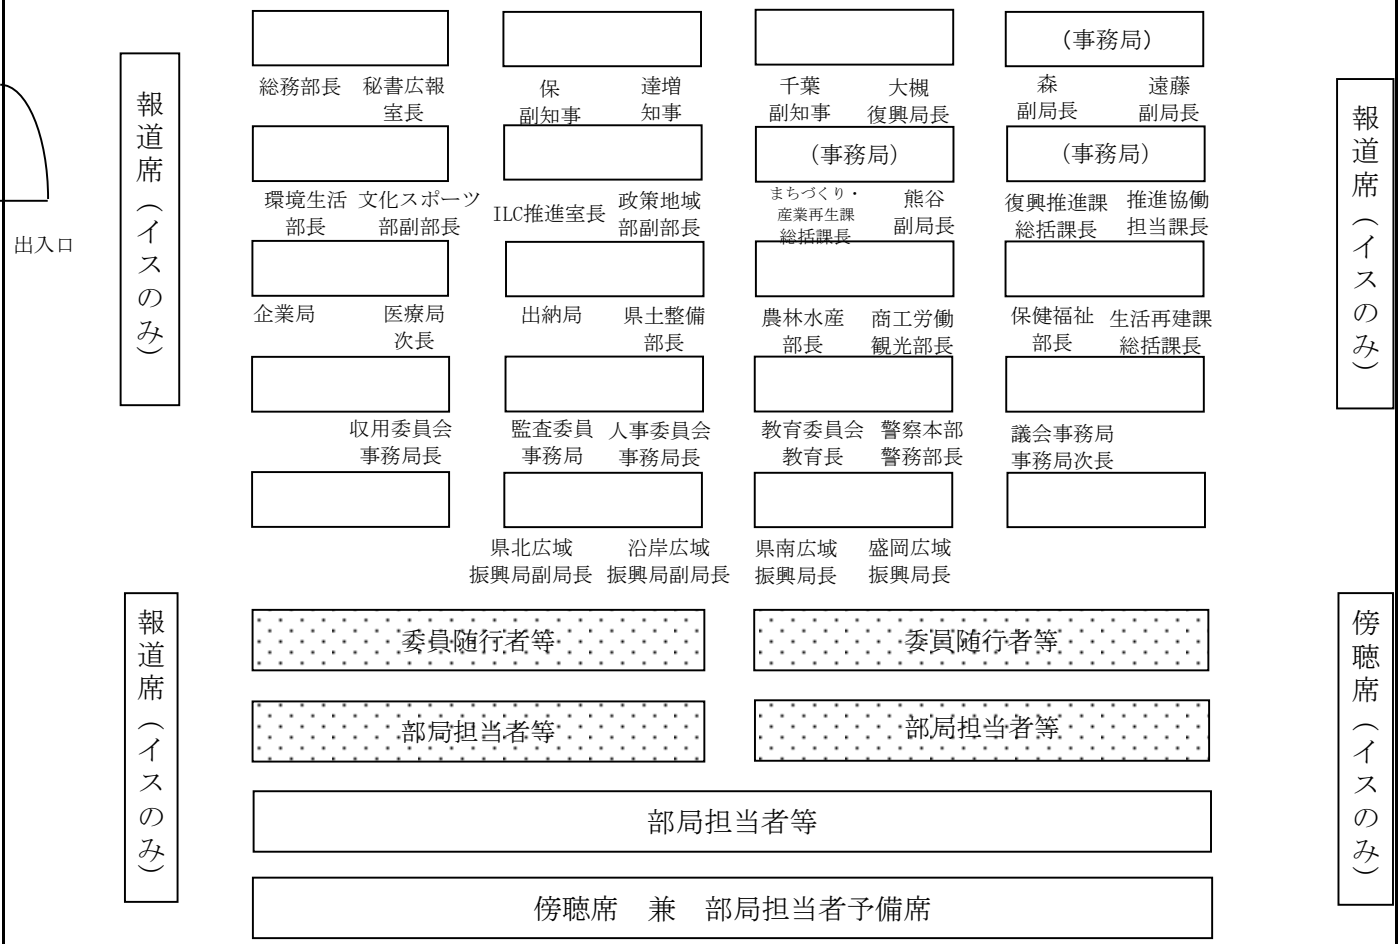 (事務局)
総務部長
秘書広報
室長
保
副知事
達増
知事
千葉
副知事
大槻
復興局長
森
副局長
遠藤
副局長
(事務局)
(事務局)
環境生活
部長
文化スポーツ
部副部長
ILC推進室長
政策地域
部副部長
まちづくり・
産業再生課
総括課長
熊谷
副局長
復興推進課
総括課長
推進協働
担当課長
企業局
医療局
次長
出納局
県土整備
部長
農林水産
部長
商工労働
観光部長
保健福祉
部長
生活再建課
総括課長
収用委員会
事務局長
監査委員
事務局
人事委員会
事務局長
教育委員会
教育長
警察本部
警務部長
議会事務局
事務局次長
県北広域
振興局副局長
沿岸広域
振興局副局長
県南広域
振興局長
盛岡広域
振興局長
報道席(イスのみ)
出入口
報道席(イスのみ)
報道席(イスのみ)
傍聴席(イスのみ)
委員随行者等
委員随行者等
部局担当者等
部局担当者等
部局担当者等
傍聴席 兼 部局担当者予備席